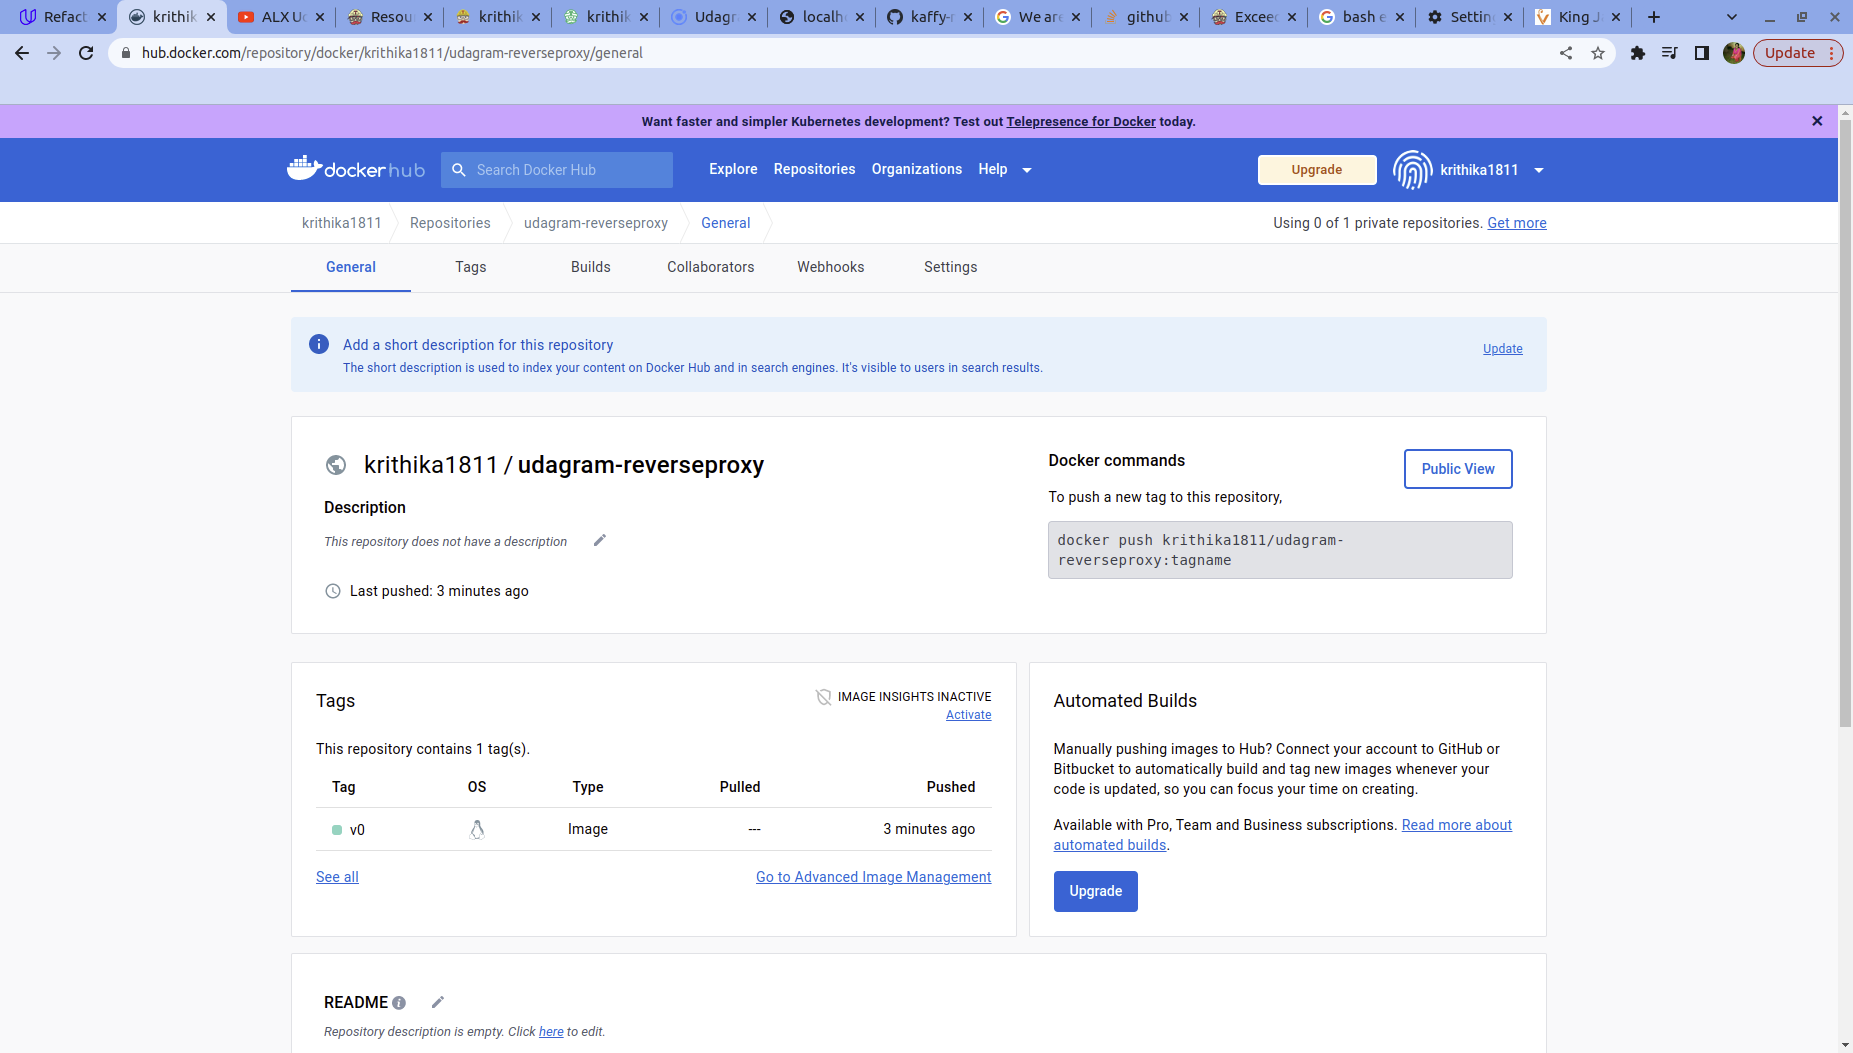 Refact
krithik
ALX Ud
Resou
krithik
krithik
Udagra
localho
kaffy-r
We are
github
Exceed
bash e
Settin
King J
hub.docker.com/repository/docker/krithika1811/udagram-reverseproxy/general
Update
Want faster and simpler Kubernetes development? Test out Telepresence for Docker today.
docker hub
Search Docker Hub
Explore
Repositories
Organizations
Help
Upgrade
krithika1811
krithika1811
Repositories
udagram-reverseproxy
General
Using 0 of 1 private repositories. Get more
General
Tags
Builds
Collaborators
Webhooks
Settings
Add a short description for this repository
The short description is used to index your content on Docker Hub and in search engines. It's visible to users in search results.
Update
krithika1811 / udagram-reverseproxy
Description
This repository does not have a description
Last pushed: 3 minutes ago
Docker commands
Public View
To push a new tag to this repository,
docker push krithika1811/udagram-
reverseproxy:tagname
Tags
IMAGE INSIGHTS INACTIVE
Activate
This repository contains 1 tag(s).
Tag OS Type Pulled Pushed
v0 Image --- 3 minutes ago
See all
Go to Advanced Image Management
Automated Builds
Manually pushing images to Hub? Connect your account to GitHub or
Bitbucket to automatically build and tag new images whenever your
code is updated, so you can focus your time on creating.
Available with Pro, Team and Business subscriptions. Read more about
automated builds.
Upgrade
README
Repository description is empty. Click here to edit.